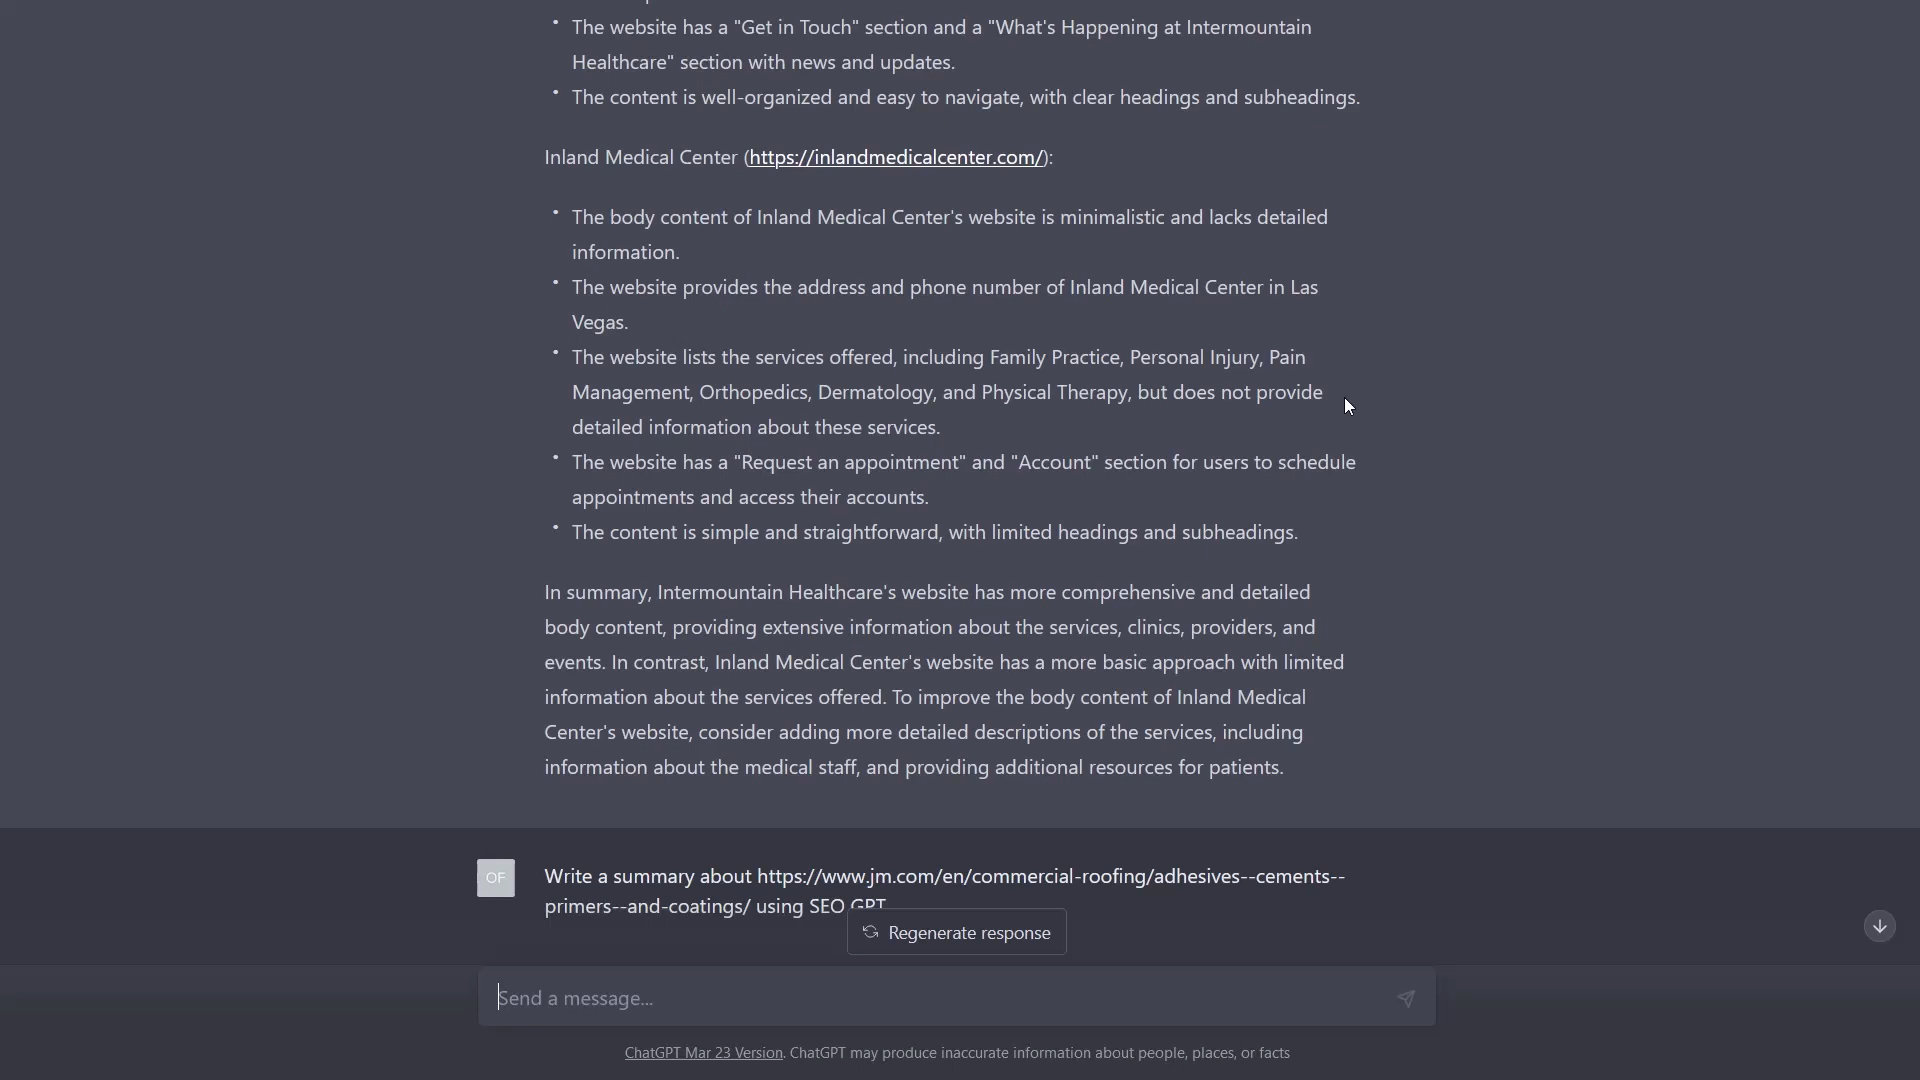 • The website has a "Get in Touch" section and a "What's Happening at Intermountain
Healthcare" section with news and updates.
• The content is well-organized and easy to navigate, with clear headings and subheadings.
Inland Medical Center (https://inlandmedicalcenter.com/):
• The body content of Inland Medical Center's website is minimalistic and lacks detailed
information.
• The website provides the address and phone number of Inland Medical Center in Las
Vegas.
• The website lists the services offered, including Family Practice, Personal Injury, Pain
Management, Orthopedics, Dermatology, and Physical Therapy, but does not provide
detailed information about these services.
• The website has a "Request an appointment" and "Account" section for users to schedule
appointments and access their accounts.
• The content is simple and straightforward, with limited headings and subheadings.
In summary, Intermountain Healthcare's website has more comprehensive and detailed
body content, providing extensive information about the services, clinics, providers, and
events. In contrast, Inland Medical Center's website has a more basic approach with limited
information about the services offered. To improve the body content of Inland Medical
Center's website, consider adding more detailed descriptions of the services, including
information about the medical staff, and providing additional resources for patients.
OF
Write a summary about https://www.jm.com/en/commercial-roofing/adhesives--cements--
primers--and-coatings/ using SEO GPT
Regenerate response
Send a message...
ChatGPT Mar 23 Version. ChatGPT may produce inaccurate information about people, places, or facts